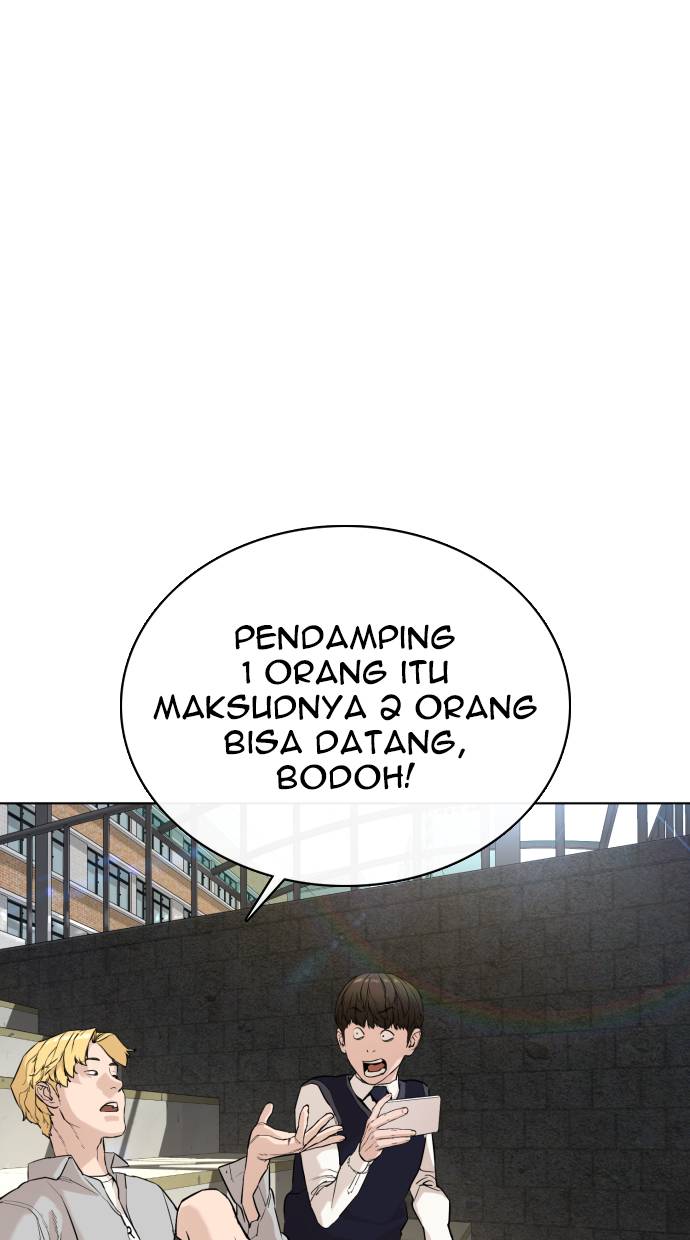 PENDAMPING
1 ORANG ITU
MAKSUDNYA 2 ORANG
BISA DATANG,
BODOH!